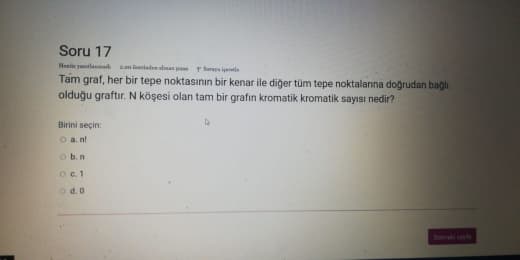 Soru 17
Henüz yanıtlanmadı 2,00 üzerinden alınan puan Soruyu işaretle
Tam graf, her bir tepe noktasının bir kenar ile diğer tüm tepe noktalarına doğrudan bağlı
olduğu graftır. N köşesi olan tam bir grafın kromatik kromatik sayısı nedir?
Birini seçin:
a. n!
b. n
c. 1
d. 0
Sonraki sayfa